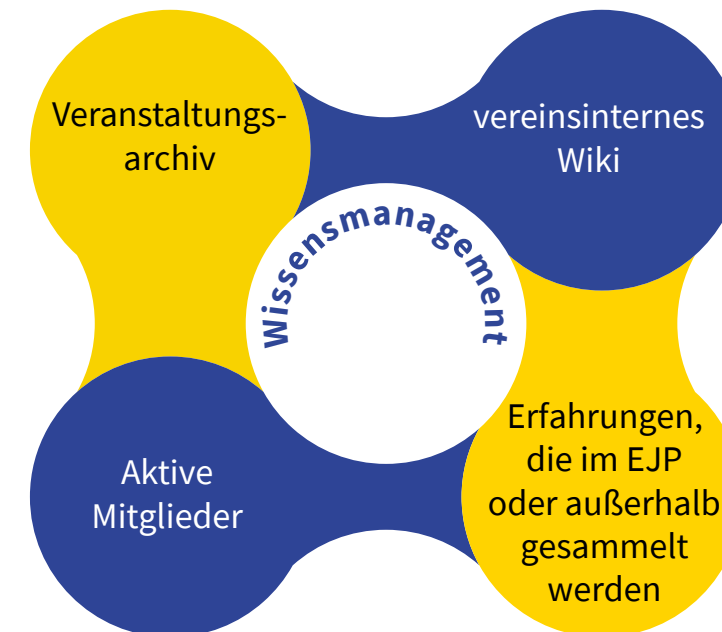 Veranstaltungs-
archiv
vereinsinternes
Wiki
Wissensmanagement
Aktive
Mitglieder
Erfahrungen,
die im EJP
oder außerhalb
gesammelt
werden